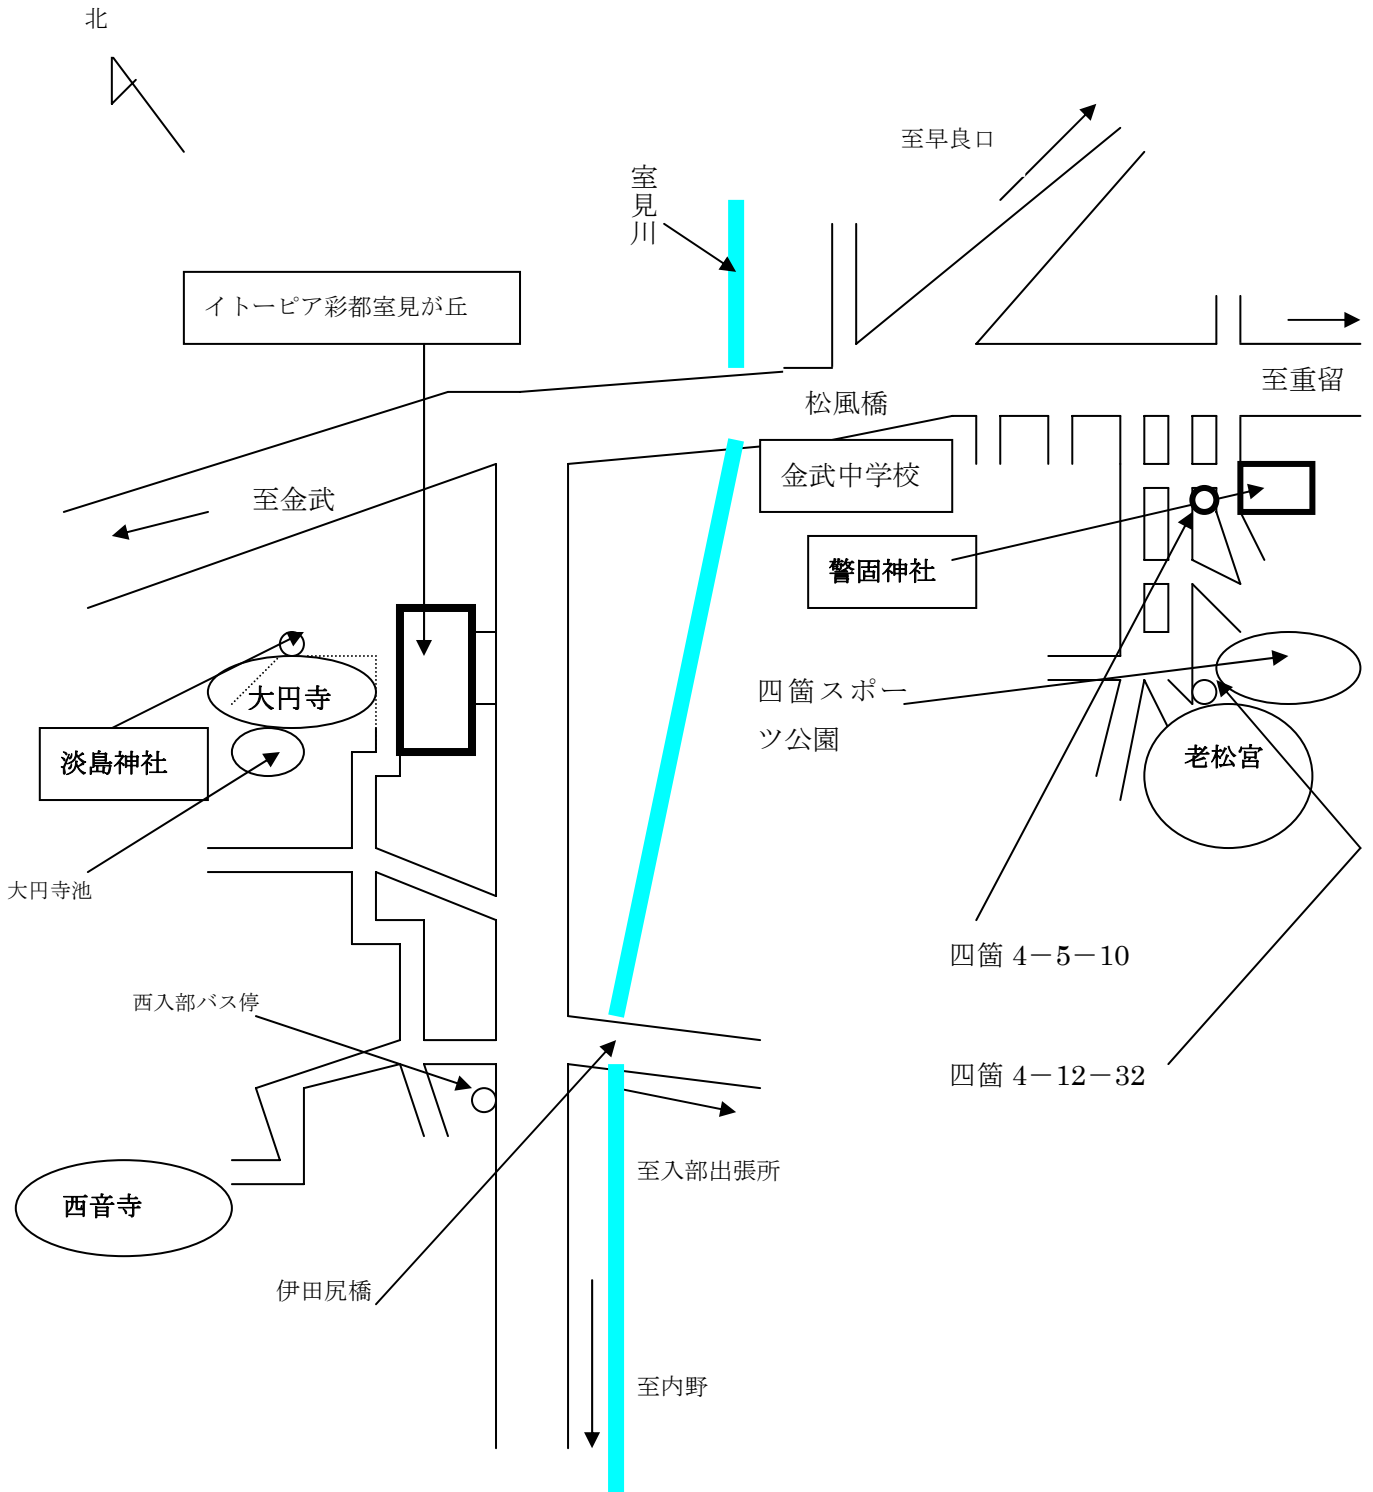 北
至早良口
室見川
イトーピア彩都室見が丘
至重留
松風橋
金武中学校
至金武
警固神社
四箇スポー
ツ公園
大円寺
淡島神社
老松宮
大円寺池
四箇 4－5－10
西入部バス停
四箇 4－12－32
至入部出張所
西音寺
伊田尻橋
至内野